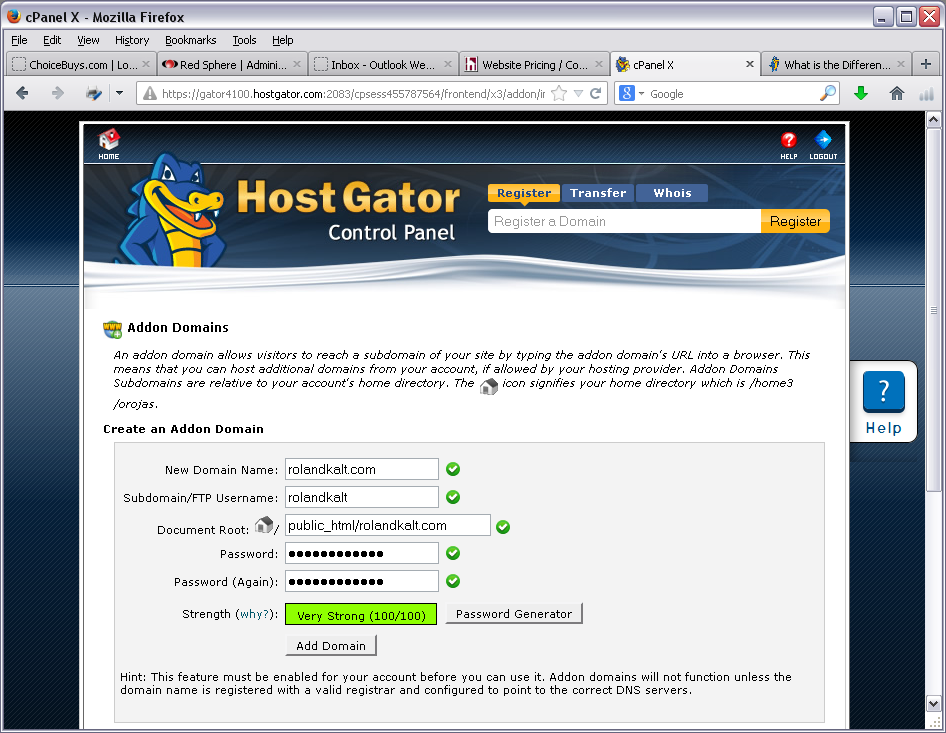 cPanel X - Mozilla Firefox
File Edit View History Bookmarks Tools Help
ChoiceBuys.com | Lo... Red Sphere | Admini... Inbox - Outlook We... Website Pricing / Co... cPanel X What is the Differen...
https://gator4100.hostgator.com:2083/cpsess455787564/frontend/x3/addon/ir Google
HOME HELP LOGOUT
HostGator
Control Panel
Register Transfer Whois
Register a Domain Register
Addon Domains
An addon domain allows visitors to reach a subdomain of your site by typing the addon domain's URL into a browser. This
means that you can host additional domains from your account, if allowed by your hosting provider. Addon Domains
Subdomains are relative to your account's home directory. The icon signifies your home directory which is /home3
/orojas.
? Help
Create an Addon Domain
New Domain Name: rolandkalt.com
Subdomain/FTP Username: rolandkalt
Document Root: / public_html/rolandkalt.com
Password: ●●●●●●●●●●●●
Password (Again): ●●●●●●●●●●●●
Strength (why?): Very Strong (100/100) Password Generator
Add Domain
Hint: This feature must be enabled for your account before you can use it. Addon domains will not function unless the
domain name is registered with a valid registrar and configured to point to the correct DNS servers.